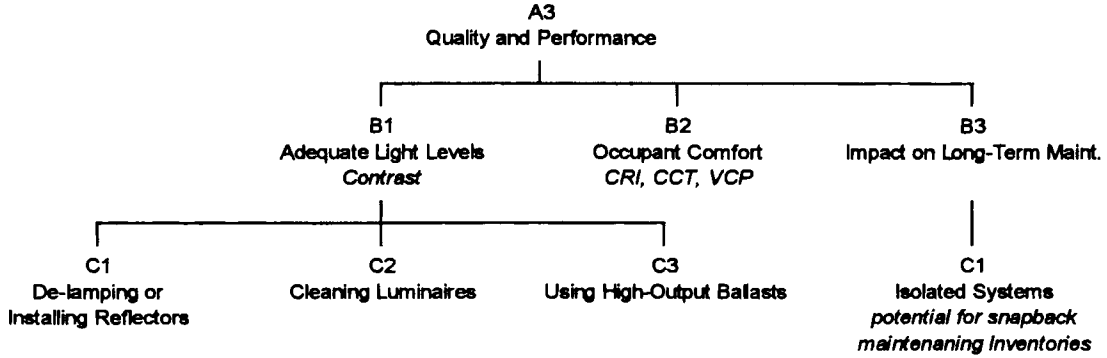 A3
Quality and Performance
B1
Adequate Light Levels
Contrast
B2
Occupant Comfort
CRI, CCT, VCP
B3
Impact on Long-Term Maint.
C1
De-lamping or
Installing Reflectors
C2
Cleaning Luminaires
C3
Using High-Output Ballasts
C1
Isolated Systems
potential for snapback
maintenaning Inventories